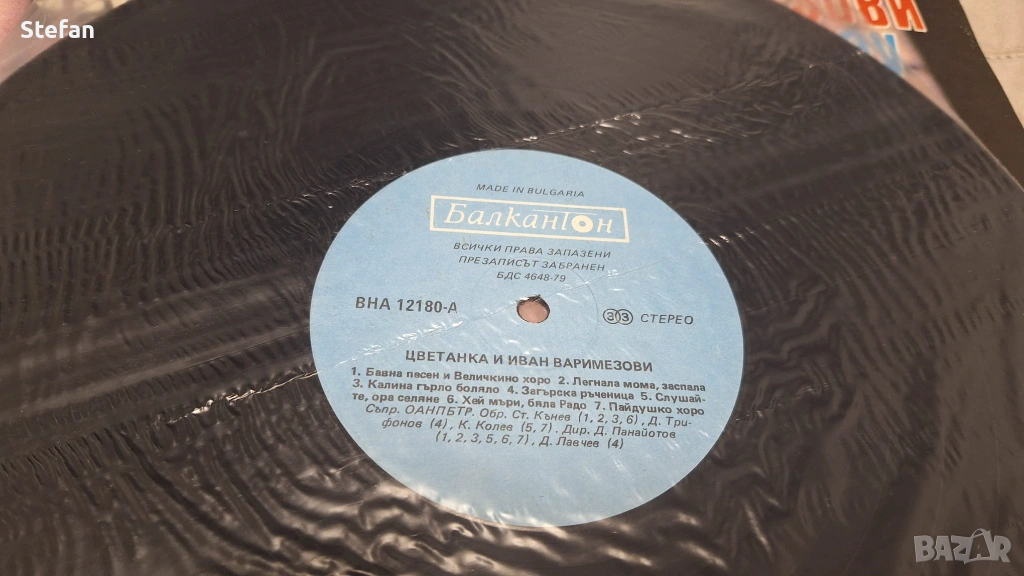 Stefan
ОВИ
MADE IN BULGARIA
Балкантон
ВСИЧКИ ПРАВА ЗАПАЗЕНИ
ПРЕЗАПИСЪТ ЗАБРАНЕН
БДС 4648-79
ВНА 12180-А
33 СТЕРЕО
ЦВЕТАНКА И ИВАН ВАРИМЕЗОВИ
1. Бавна песен и Величкино хоро 2. Легнала мома, заспала
3. Калина гърло боляло 4. Загърска ръченица 5. Слушай-
те, ора селяне 6. Хей мъри, бяла Радо 7. Пайдушко хоро
Съпр. ОАНПБТР. Обр. Ст. Кънев (1, 2, 3, 6), Д. Три-
фонов (4), К. Колев (5, 7). Дир. Д. Панайотов
(1, 2, 3, 5, 6, 7), Д. Лавчев (4)
BAZAR